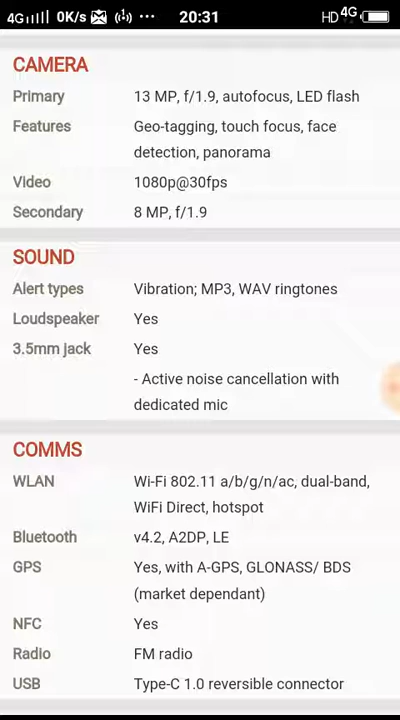 4G 0K/s ··· 20:31 HD 4G
CAMERA
Primary 13 MP, f/1.9, autofocus, LED flash
Features Geo-tagging, touch focus, face
detection, panorama
Video 1080p@30fps
Secondary 8 MP, f/1.9
SOUND
Alert types Vibration; MP3, WAV ringtones
Loudspeaker Yes
3.5mm jack Yes
- Active noise cancellation with
dedicated mic
COMMS
WLAN Wi-Fi 802.11 a/b/g/n/ac, dual-band,
WiFi Direct, hotspot
Bluetooth v4.2, A2DP, LE
GPS Yes, with A-GPS, GLONASS/ BDS
(market dependant)
NFC Yes
Radio FM radio
USB Type-C 1.0 reversible connector